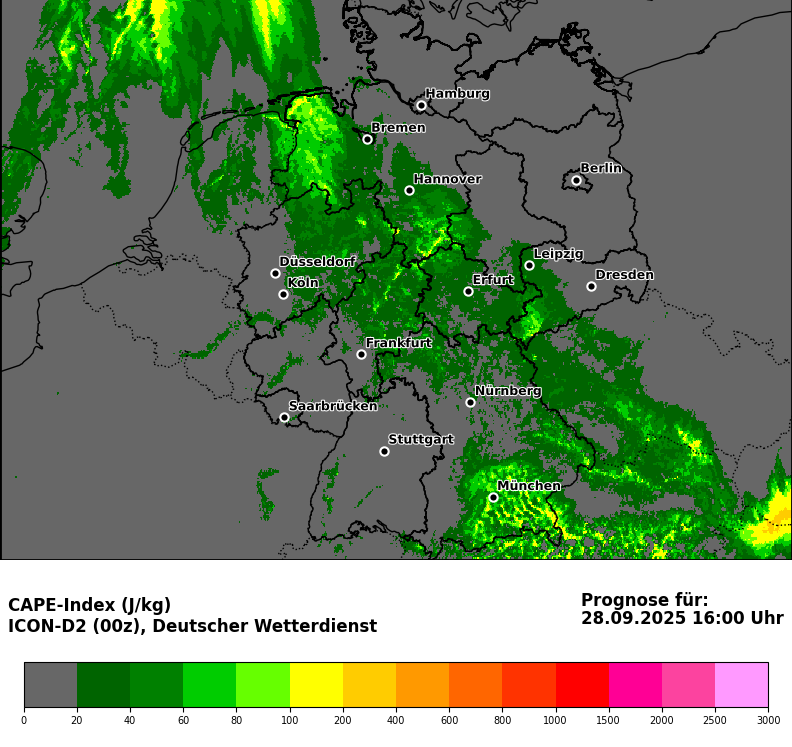 Hamburg
Bremen
Berlin
Hannover
Leipzig
Düsseldorf
Dresden
Köln
Erfurt
Frankfurt
Nürnberg
Saarbrücken
Stuttgart
München
CAPE-Index (J/kg)
ICON-D2 (00z), Deutscher Wetterdienst
Prognose für:
28.09.2025 16:00 Uhr
0 20 40 60 80 100 200 400 600 800 1000 1500 2000 2500 3000